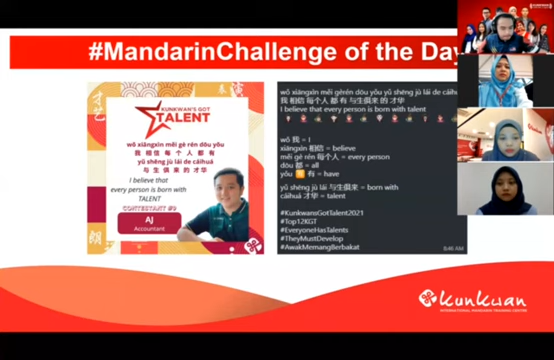 #MandarinChallenge of the Day
KUNKWAN'S GOT
TALENT
wǒ xiāngxìn měi gèrén dōu yǒu
我 相信 每 个 人 都 有
yǔ shēng jù lái de cáihuá
与 生 俱来 的 才华
I believe that
every person is born with
TALENT
CONTESTANT #9
AJ
Accountant
wǒ xiāngxìn měi gèrén dōu yǒu yǔ shēng jù lái de
我 相信 每个人 都 有 与生俱来 的 才华
I believe that every person is born with talent
wǒ 我 = I
xiāngxìn 相信 = believe
měi gè rén 每个人 = every person
dōu 都 = all
yǒu 有 = have
yǔ shēng jù lái 与生俱来 = born with
cáihuá 才华 = talent
#KunkwansGotTalent2021
#Top12KGT
#EveryoneHasTalents
#TheyMustDevelop
#AwakMemangBerbakat
8:46 AM
kunkwan
INTERNATIONAL MANDARIN TRAINING CENTRE